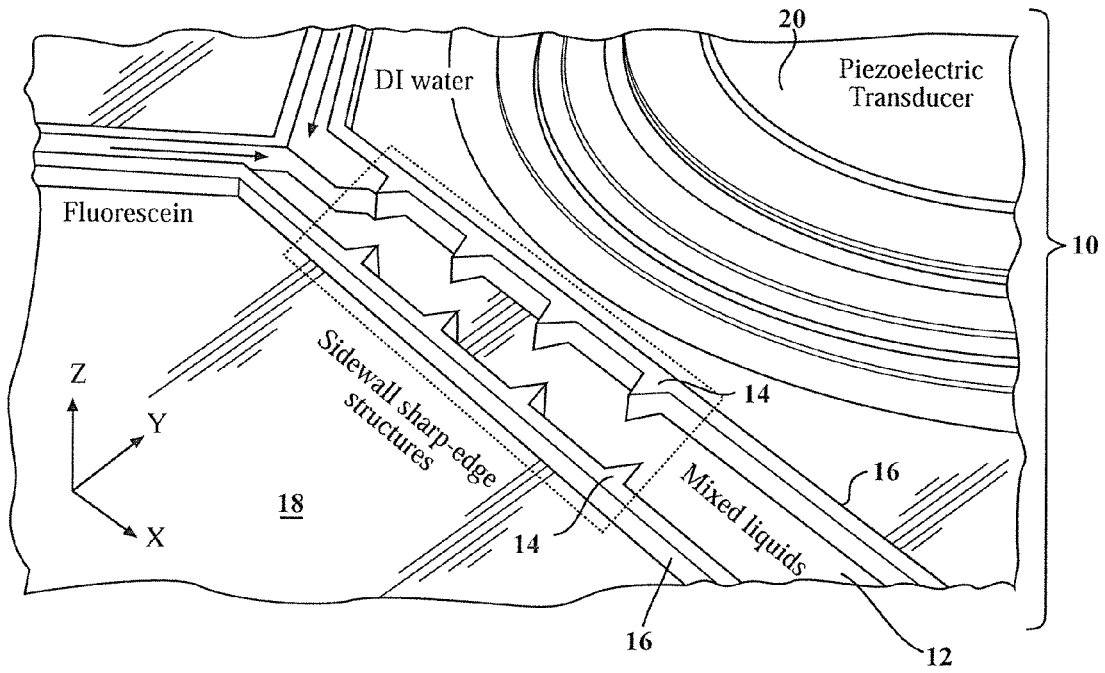 20
DI water
Piezoelectric
Transducer
10
Fluorescein
Sidewall sharp-edge
structures
14
Z
Y
X
18
14
Mixed liquids
16
16
12